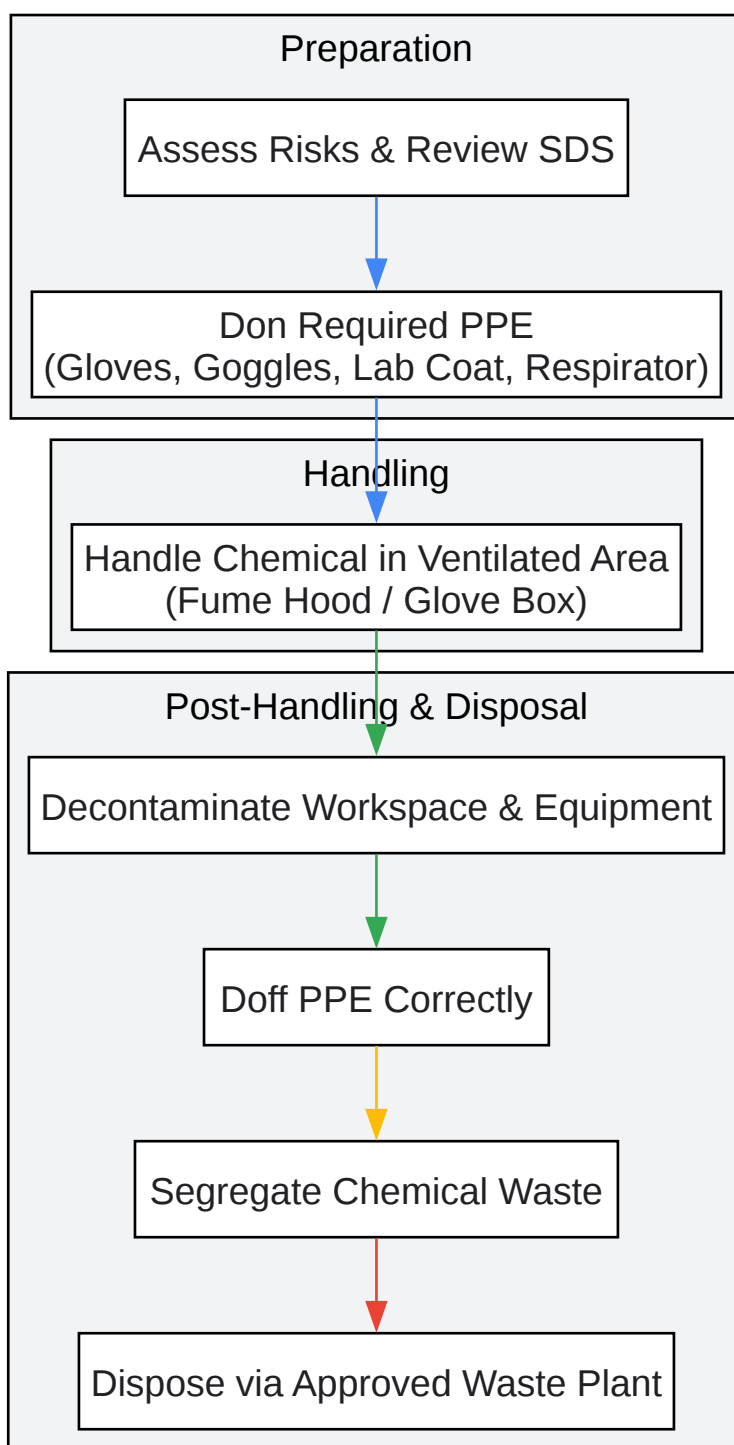 Preparation
Assess Risks & Review SDS
Don Required PPE
(Gloves, Goggles, Lab Coat, Respirator)
Handling
Handle Chemical in Ventilated Area
(Fume Hood / Glove Box)
Post-Handling & Disposal
Decontaminate Workspace & Equipment
Doff PPE Correctly
Segregate Chemical Waste
Dispose via Approved Waste Plant